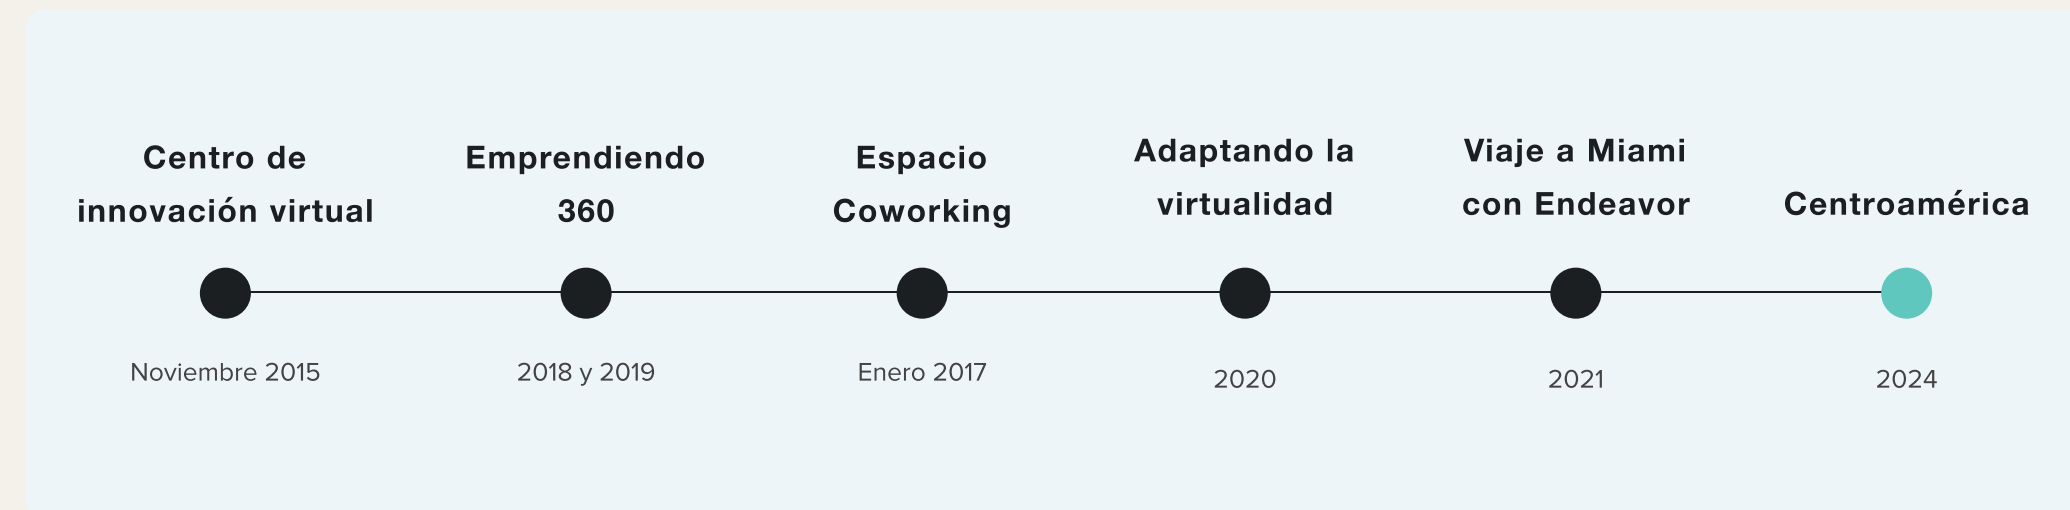 Centro de
innovación virtual
Noviembre 2015
Emprendiendo
360
2018 y 2019
Espacio
Coworking
Enero 2017
Adaptando la
virtualidad
2020
Viaje a Miami
con Endeavor
2021
Centroamérica
2024